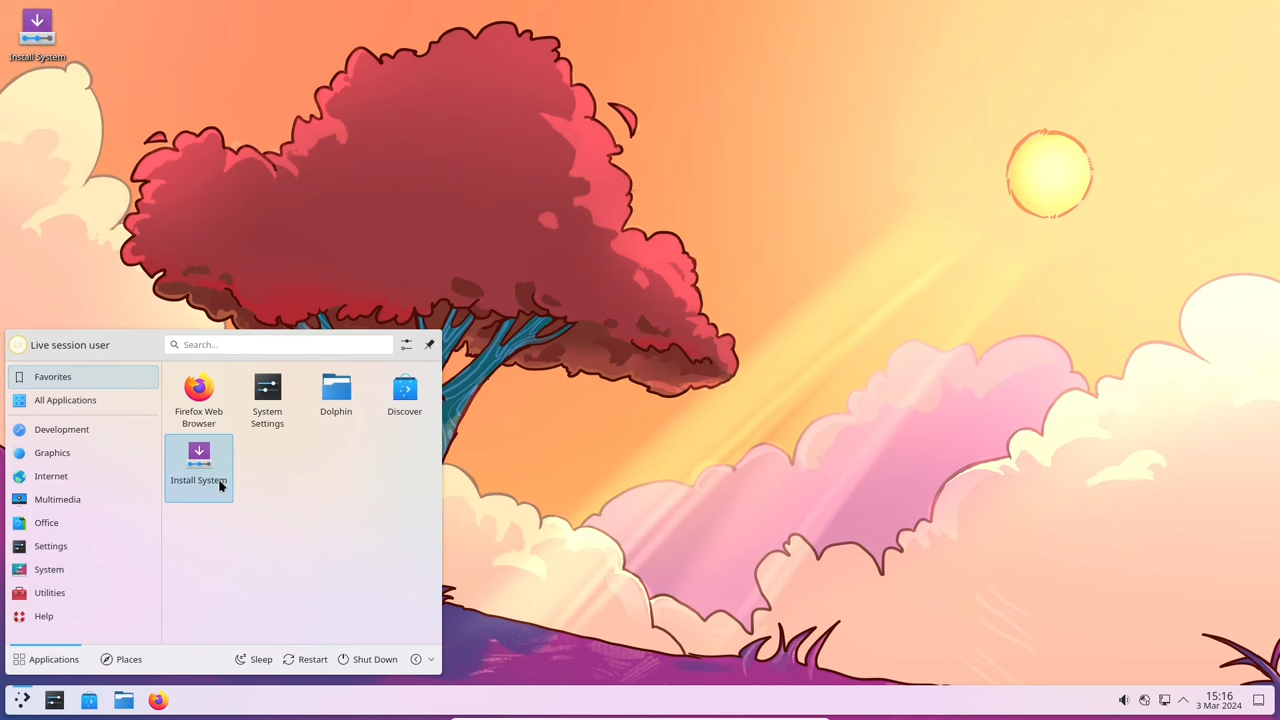 Install System
Live session user
Search...
Favorites
All Applications
Development
Graphics
Internet
Multimedia
Office
Settings
System
Utilities
Help
Firefox Web
Browser
System
Settings
Dolphin
Discover
Install System
Applications
Places
Sleep
Restart
Shut Down
15:16
3 Mar 2024